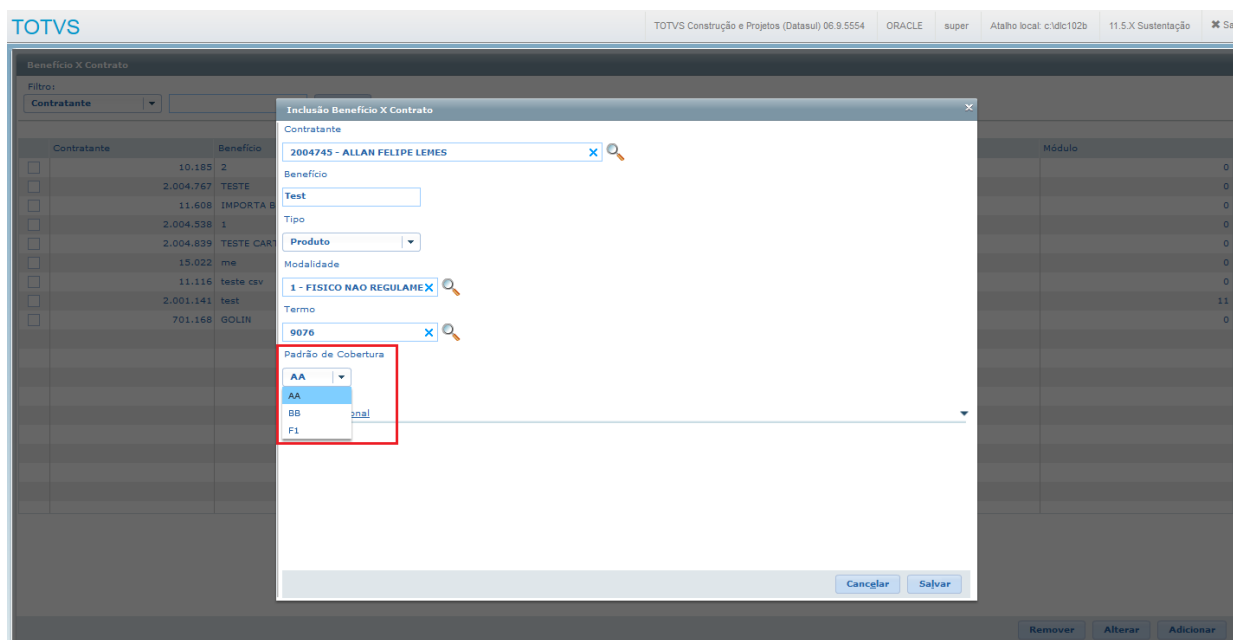 TOTVS
TOTVS Construção e Projetos (Datasul) 06.9.5554 ORACLE super Atalho local: c:\dlc102b 11.5.X Sustentação ✖ Sa
Benefício X Contrato
Filtro:
Contratante
Inclusão Benefício X Contrato
Contratante
2004745 - ALLAN FELIPE LEMES
Benefício
Test
Tipo
Produto
Modalidade
1 - FISICO NAO REGULAME
Termo
9076
Padrão de Cobertura
AA
AA
BB
F1
onal
Cancelar Salvar
Contratante Benefício Módulo
10.185 2 0
2.004.767 TESTE 0
11.608 IMPORTA B 0
2.004.538 1 0
2.004.839 TESTE CART 0
15.022 me 0
11.116 teste csv 0
2.001.141 test 11
701.168 GOLIN 0
Remover Alterar Adicionar